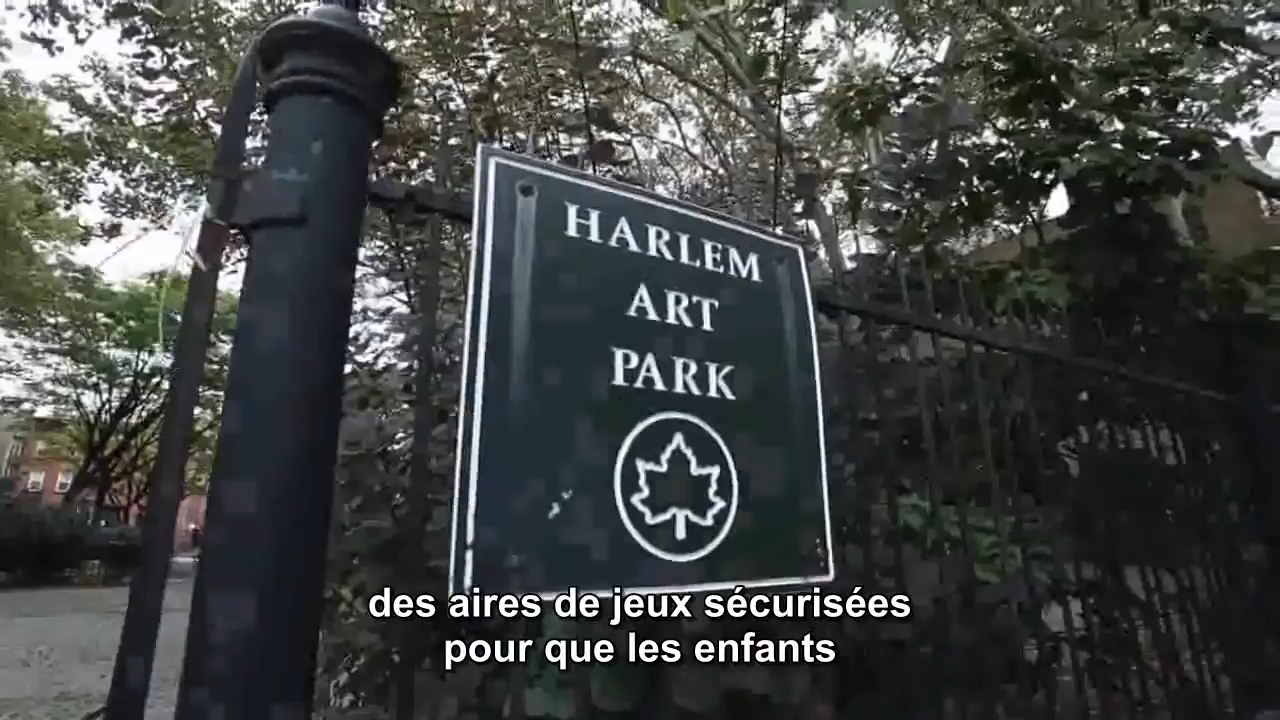 HARLEM
ART
PARK
des aires de jeux sécurisées
pour que les enfants